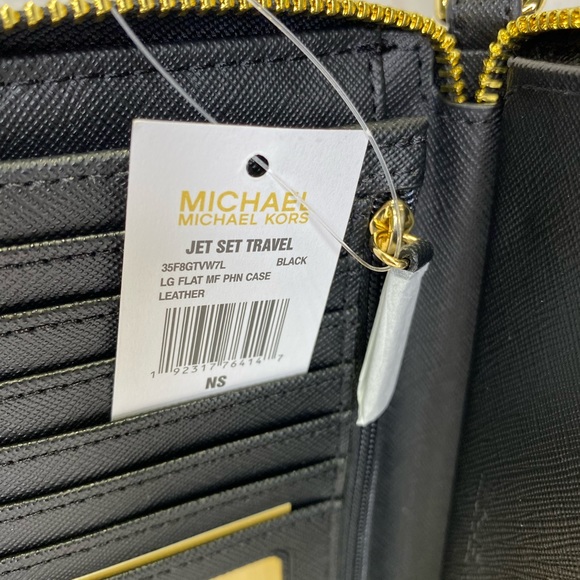 MICHAEL
MICHAEL KORS
JET SET TRAVEL
35F8GTVW7L BLACK
LG FLAT MF PHN CASE
LEATHER
1 92317 76414 7
NS